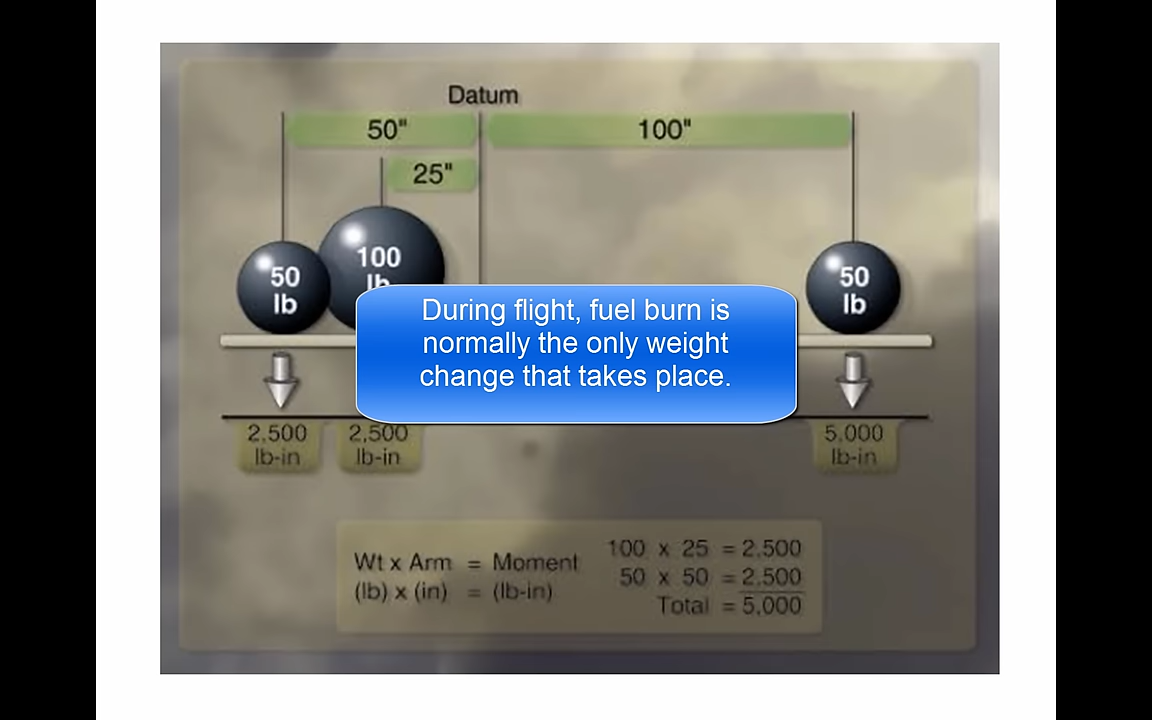 Datum
50"
100"
25"
50
lb
100
lb
50
lb
During flight, fuel burn is
normally the only weight
change that takes place.
2,500
lb-in
2,500
lb-in
5,000
lb-in
Wt x Arm = Moment
(lb) x (in) = (lb-in)
100 x 25 = 2,500
50 x 50 = 2,500
Total = 5,000